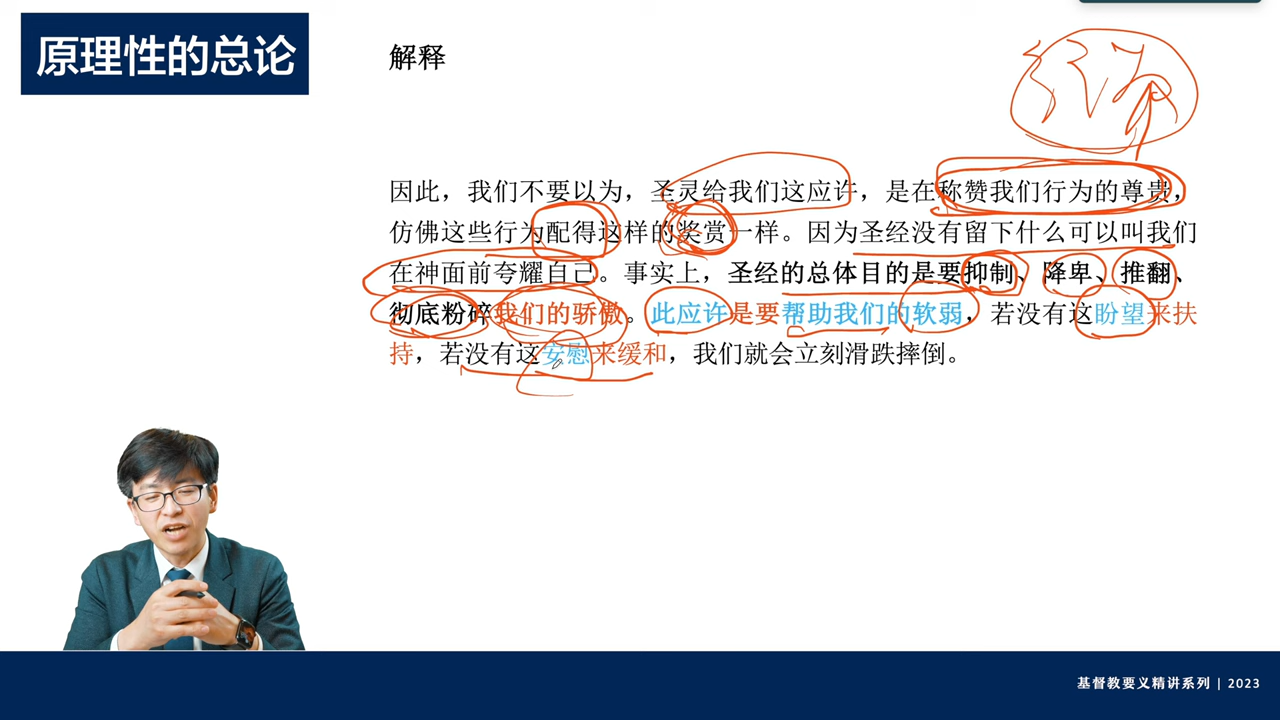 原理性的总论
解释
行为
因此，我们不要以为，圣灵给我们这应许，是在称赞我们行为的尊贵，
仿佛这些行为配得这样的奖赏一样。因为圣经没有留下什么可以叫我们
在神面前夸耀自己。事实上，圣经的总体目的是要抑制、降卑、推翻、
彻底粉碎我们的骄傲。此应许是要帮助我们的软弱，若没有这盼望来扶
持，若没有这安慰来缓和，我们就会立刻滑跌摔倒。
基督教要义精讲系列 | 2023